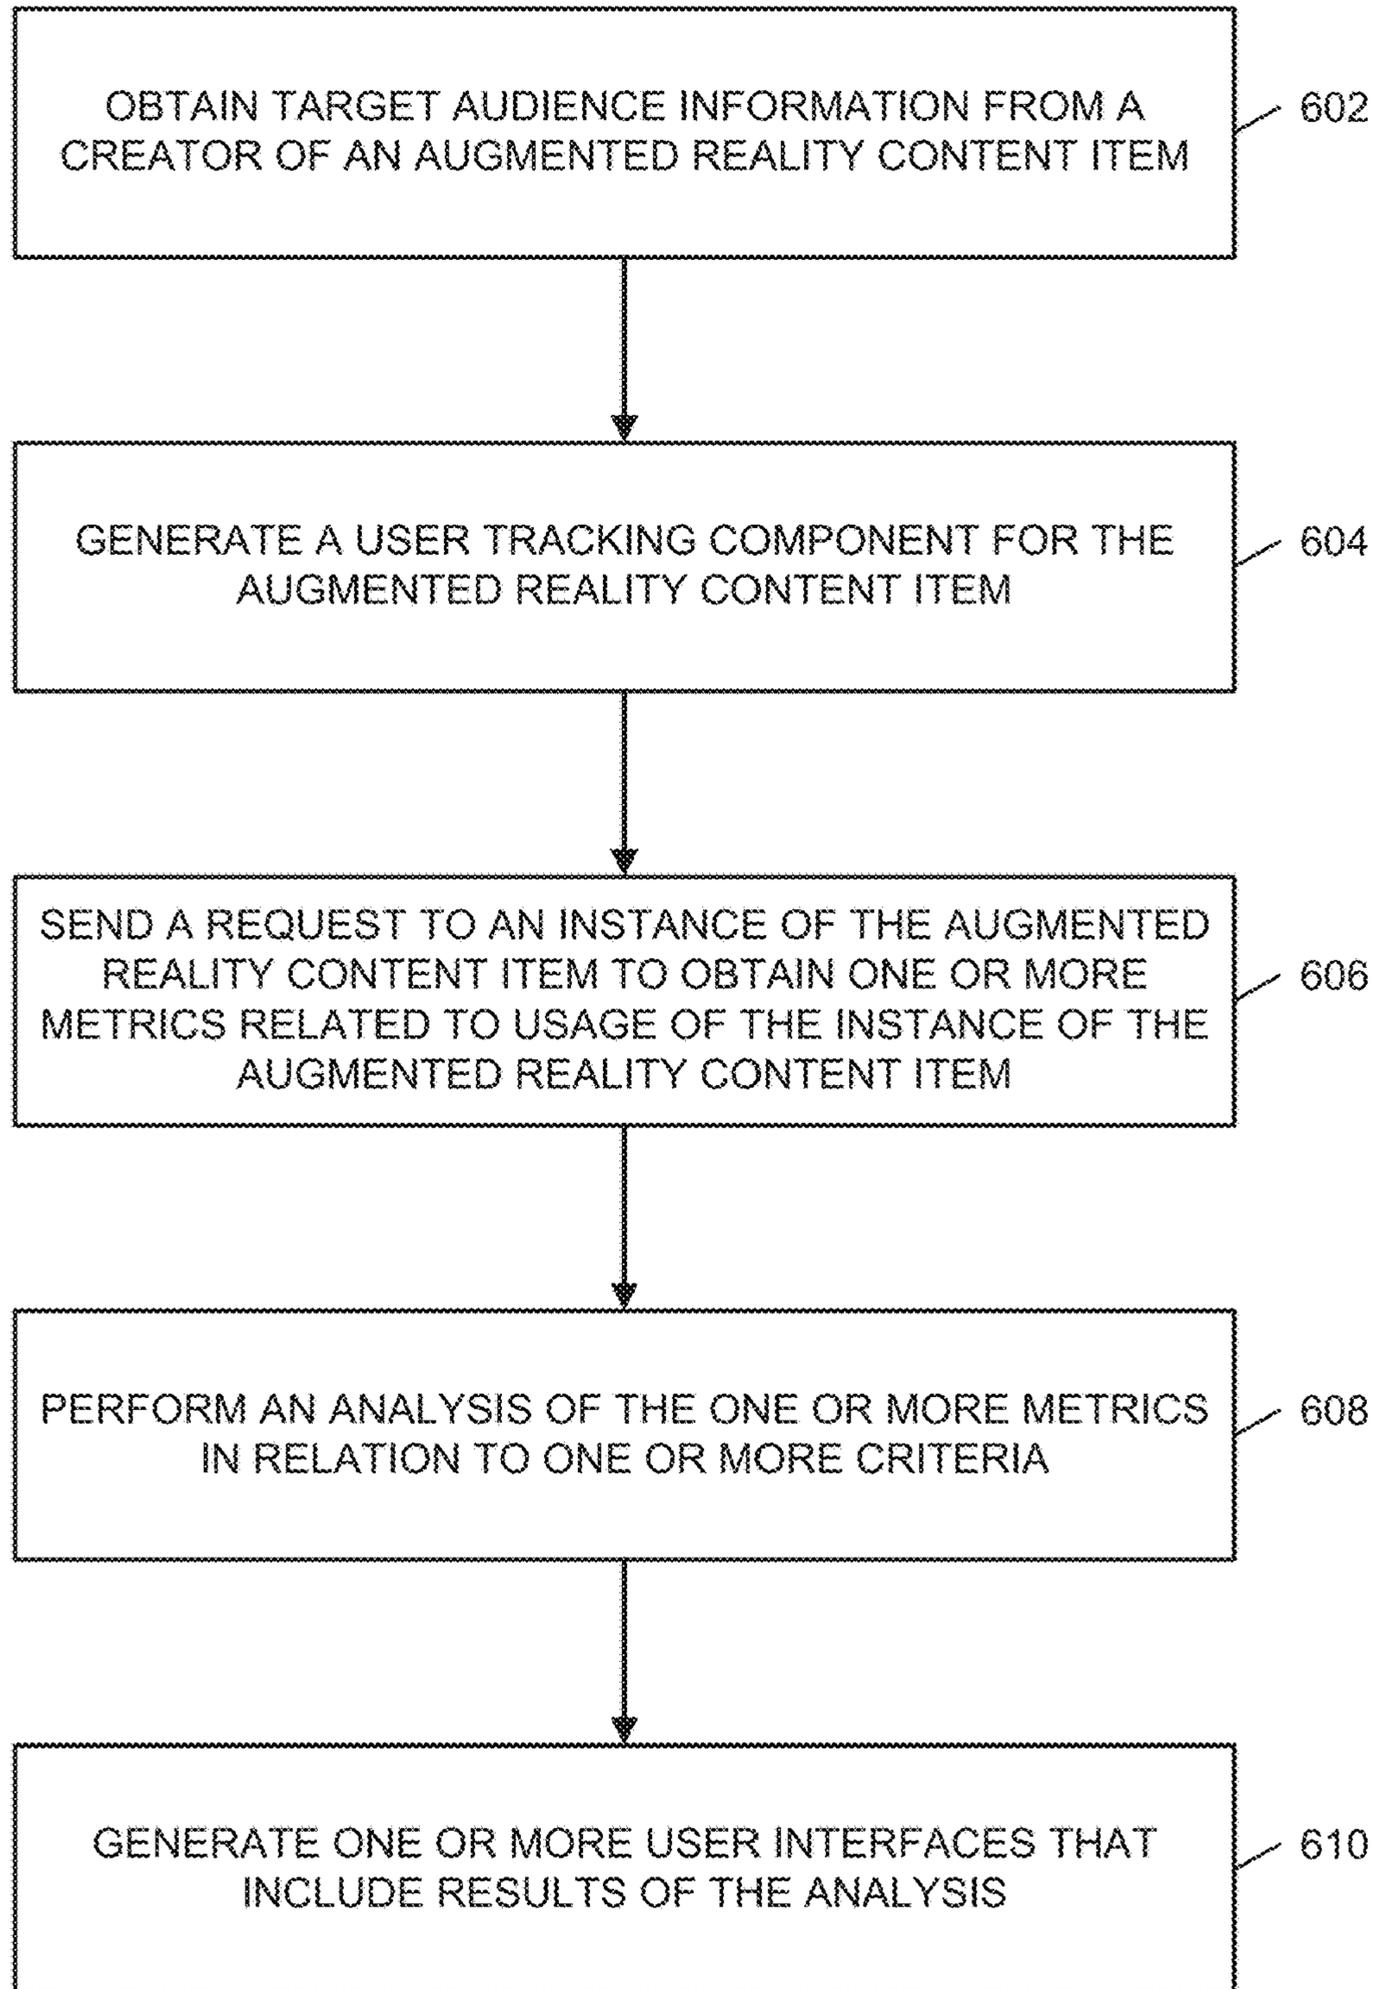 OBTAIN TARGET AUDIENCE INFORMATION FROM A
CREATOR OF AN AUGMENTED REALITY CONTENT ITEM
602
GENERATE A USER TRACKING COMPONENT FOR THE
AUGMENTED REALITY CONTENT ITEM
604
SEND A REQUEST TO AN INSTANCE OF THE AUGMENTED
REALITY CONTENT ITEM TO OBTAIN ONE OR MORE
METRICS RELATED TO USAGE OF THE INSTANCE OF THE
AUGMENTED REALITY CONTENT ITEM
606
PERFORM AN ANALYSIS OF THE ONE OR MORE METRICS
IN RELATION TO ONE OR MORE CRITERIA
608
GENERATE ONE OR MORE USER INTERFACES THAT
INCLUDE RESULTS OF THE ANALYSIS
610